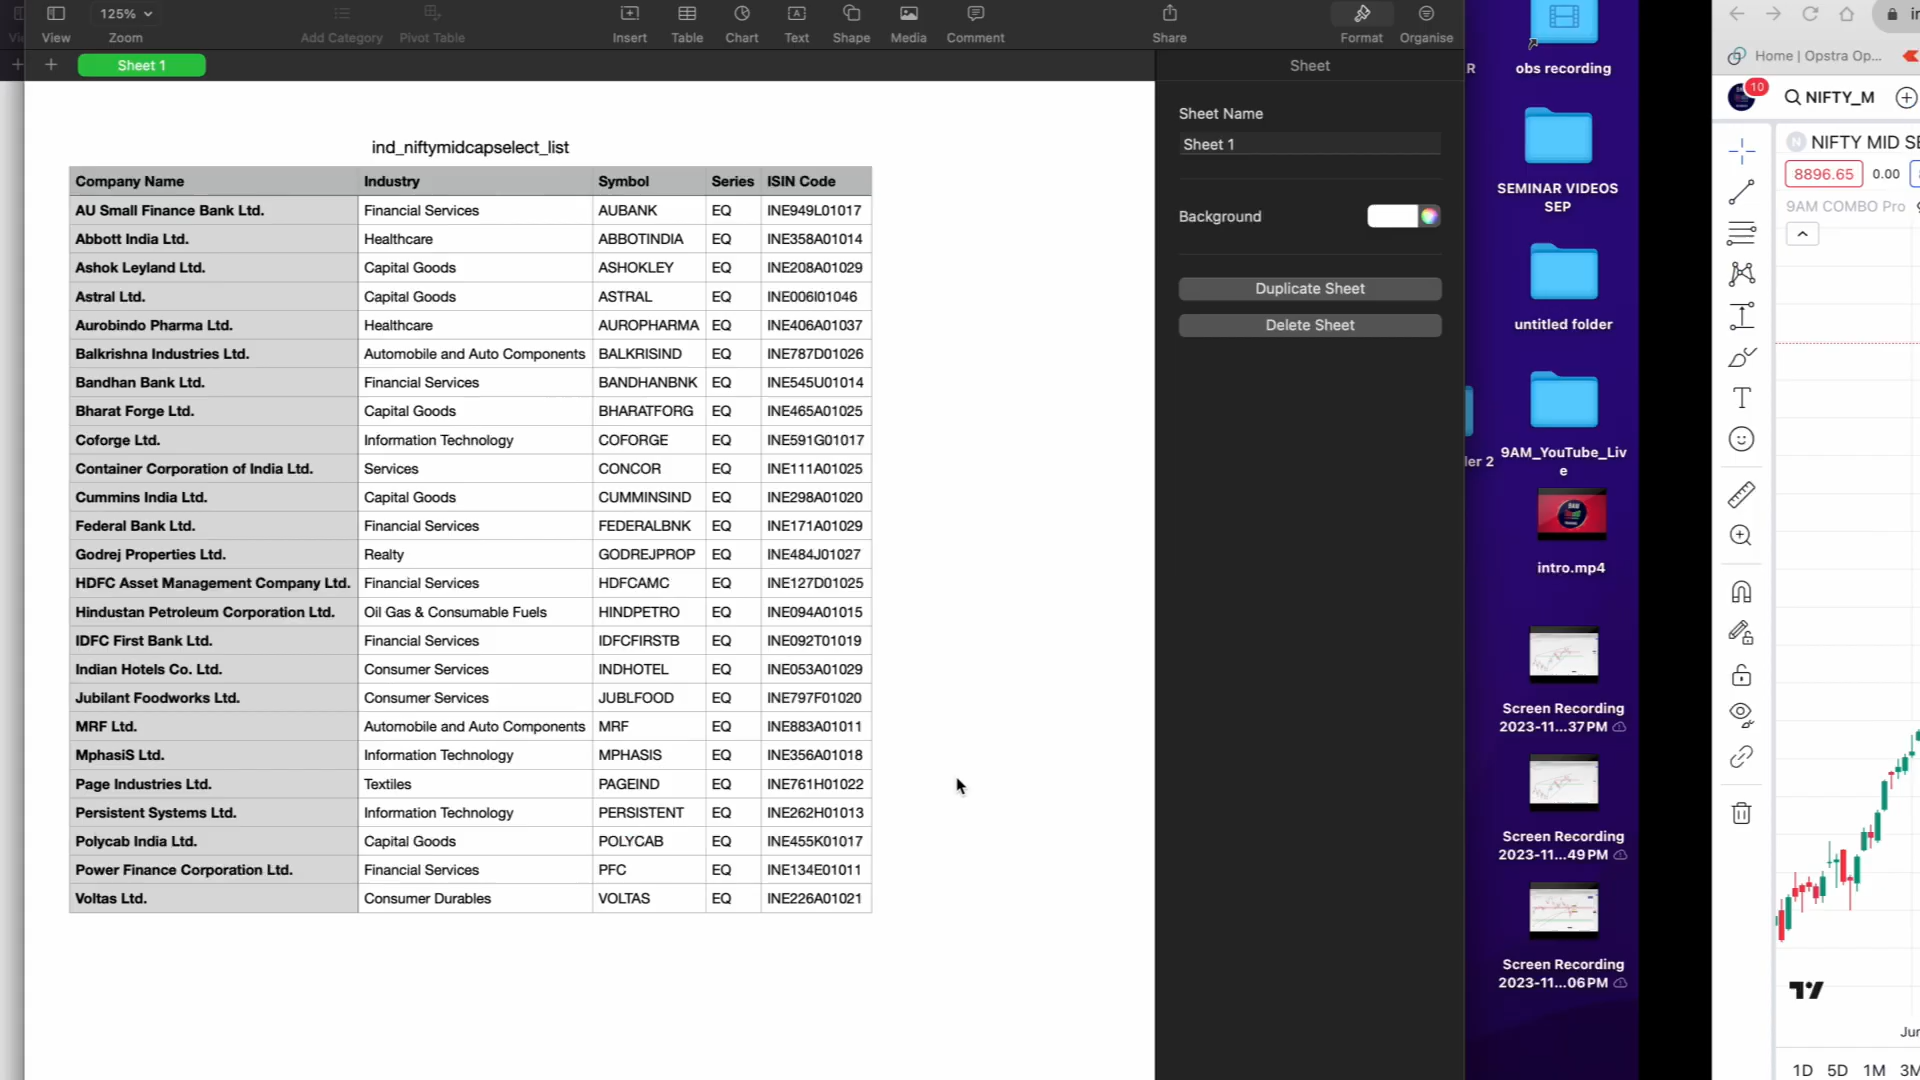 125%
View
Zoom
Add Category
Pivot Table
Insert
Table
Chart
Text
Shape
Media
Comment
Share
Format
Organise
Sheet 1
Sheet
ind_niftymidcapselect_list
Company Name Industry Symbol Series ISIN Code
AU Small Finance Bank Ltd. Financial Services AUBANK EQ INE949L01017
Abbott India Ltd. Healthcare ABBOTINDIA EQ INE358A01014
Ashok Leyland Ltd. Capital Goods ASHOKLEY EQ INE208A01029
Astral Ltd. Capital Goods ASTRAL EQ INE006I01046
Aurobindo Pharma Ltd. Healthcare AUROPHARMA EQ INE406A01037
Balkrishna Industries Ltd. Automobile and Auto Components BALKRISIND EQ INE787D01026
Bandhan Bank Ltd. Financial Services BANDHANBNK EQ INE545U01014
Bharat Forge Ltd. Capital Goods BHARATFORG EQ INE465A01025
Coforge Ltd. Information Technology COFORGE EQ INE591G01017
Container Corporation of India Ltd. Services CONCOR EQ INE111A01025
Cummins India Ltd. Capital Goods CUMMINSIND EQ INE298A01020
Federal Bank Ltd. Financial Services FEDERALBNK EQ INE171A01029
Godrej Properties Ltd. Realty GODREJPROP EQ INE484J01027
HDFC Asset Management Company Ltd. Financial Services HDFCAMC EQ INE127D01025
Hindustan Petroleum Corporation Ltd. Oil Gas & Consumable Fuels HINDPETRO EQ INE094A01015
IDFC First Bank Ltd. Financial Services IDFCFIRSTB EQ INE092T01019
Indian Hotels Co. Ltd. Consumer Services INDHOTEL EQ INE053A01029
Jubilant Foodworks Ltd. Consumer Services JUBLFOOD EQ INE797F01020
MRF Ltd. Automobile and Auto Components MRF EQ INE883A01011
MphasiS Ltd. Information Technology MPHASIS EQ INE356A01018
Page Industries Ltd. Textiles PAGEIND EQ INE761H01022
Persistent Systems Ltd. Information Technology PERSISTENT EQ INE262H01013
Polycab India Ltd. Capital Goods POLYCAB EQ INE455K01017
Power Finance Corporation Ltd. Financial Services PFC EQ INE134E01011
Voltas Ltd. Consumer Durables VOLTAS EQ INE226A01021
Sheet Name
Sheet 1
Background
Duplicate Sheet
Delete Sheet
R
obs recording
SEMINAR VIDEOS
SEP
untitled folder
ler 2
9AM_YouTube_Liv
e
intro.mp4
Screen Recording
2023-11...37 PM
Screen Recording
2023-11...49 PM
Screen Recording
2023-11...06 PM
Home | Opstra Op...
10
NIFTY_M
NIFTY MID SE
8896.65 0.00
9AM COMBO Pro
Jun
1D 5D 1M 3M